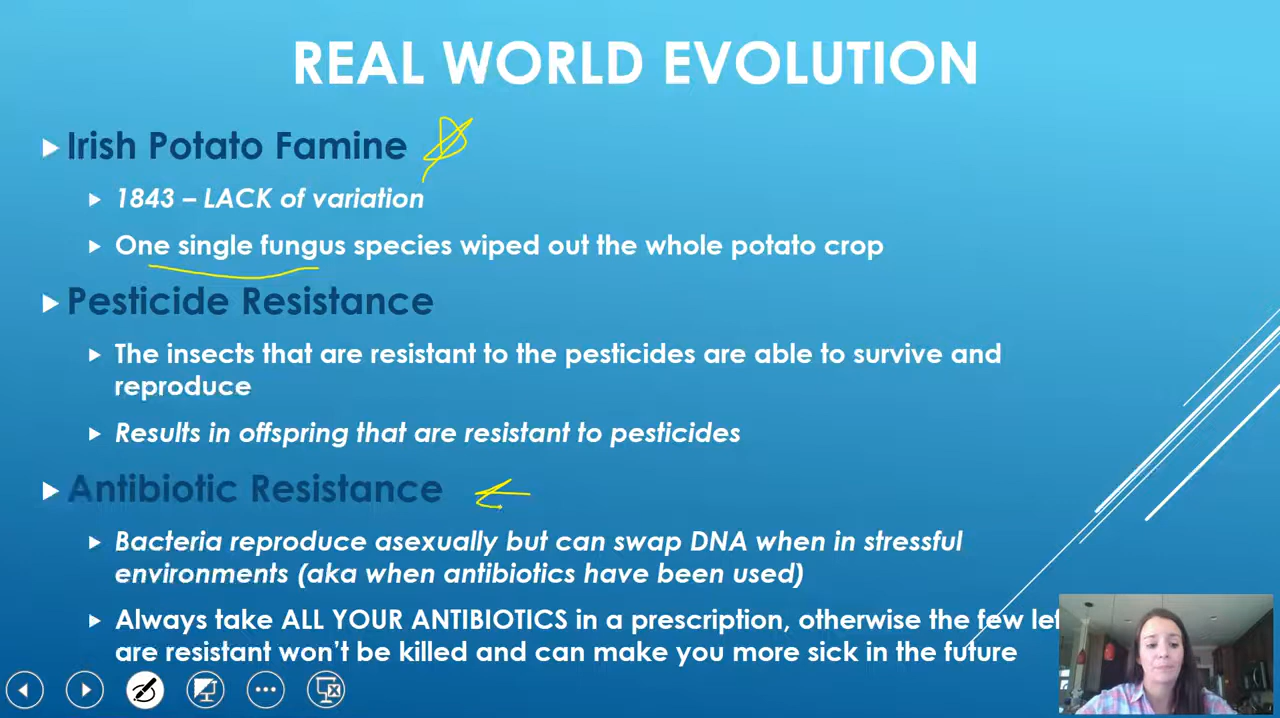 REAL WORLD EVOLUTION
Irish Potato Famine
1843 – LACK of variation
One single fungus species wiped out the whole potato crop
Pesticide Resistance
The insects that are resistant to the pesticides are able to survive and
reproduce
Results in offspring that are resistant to pesticides
Antibiotic Resistance
Bacteria reproduce asexually but can swap DNA when in stressful
environments (aka when antibiotics have been used)
Always take ALL YOUR ANTIBIOTICS in a prescription, otherwise the few
are resistant won't be killed and can make you more sick in the future